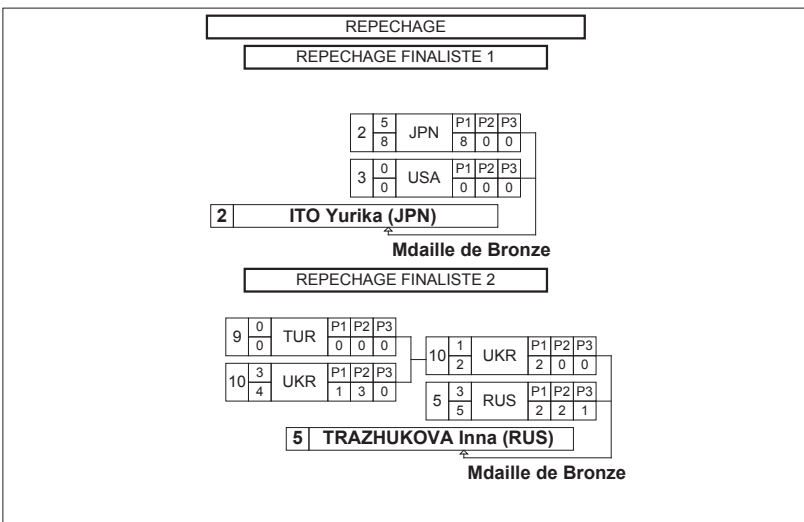 REPECHAGE
REPECHAGE FINALISTE 1
2 5 JPN P1 P2 P3
8 8 0 0
3 0 USA P1 P2 P3
0 0 0 0
2 ITO Yurika (JPN)
Mdaille de Bronze
REPECHAGE FINALISTE 2
9 0 TUR P1 P2 P3
0 0 0 0
10 3 UKR P1 P2 P3
4 1 3 0
10 1 UKR P1 P2 P3
2 2 0 0
5 3 RUS P1 P2 P3
5 2 2 1
5 TRAZHUKOVA Inna (RUS)
Mdaille de Bronze